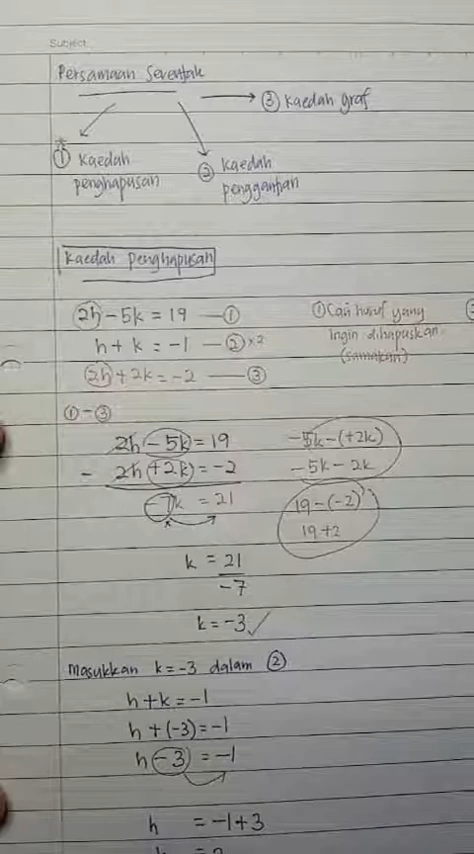 Subject
Persamaan Serentak
③ Kaedah graf
① Kaedah penghapusan
② Kaedah penggantian
Kaedah Penghapusan
2h - 5k = 19 — ①
h + k = -1 — ② ×2
2h + 2k = -2 — ③
① Cari huruf yang
ingin dihapuskan.
(samakan)
① - ③
2h - 5k = 19
- 2h + 2k = -2
-7k = 21
-5k - (+2k)
-5k - 2k
19 - (-2)
19 + 2
k = 21
-7
k = -3 ✓
Masukkan k = -3 dalam ②
h + k = -1
h + (-3) = -1
h - 3 = -1
h = -1 + 3